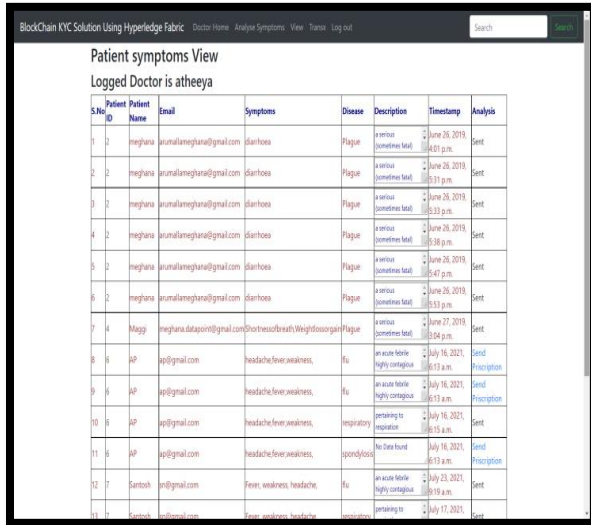 BlockChain KYC Solution Using Hyperledge Fabric Doctor Home Analyse Symptoms View Transx Log out Search Search
Patient symptoms View
Logged Doctor is atheeya
S.No Patient ID Patient Name Email Symptoms Disease Description Timestamp Analysis
1 2 meghana arumallameghana@gmail.com diarrhoea Plague a serious (sometimes fatal) June 26, 2019, 4:01 p.m. Sent
2 2 meghana arumallameghana@gmail.com diarrhoea Plague a serious (sometimes fatal) June 26, 2019, 5:31 p.m. Sent
3 2 meghana arumallameghana@gmail.com diarrhoea Plague a serious (sometimes fatal) June 26, 2019, 5:33 p.m. Sent
4 2 meghana arumallameghana@gmail.com diarrhoea Plague a serious (sometimes fatal) June 26, 2019, 5:38 p.m. Sent
5 2 meghana arumallameghana@gmail.com diarrhoea Plague a serious (sometimes fatal) June 26, 2019, 5:47 p.m. Sent
6 2 meghana arumallameghana@gmail.com diarrhoea Plague a serious (sometimes fatal) June 26, 2019, 5:53 p.m. Sent
7 4 Maggi meghana.datapoint@gmail.com Shortnessofbreath,Weightlossorgain Plague a serious (sometimes fatal) June 27, 2019, 3:04 p.m. Sent
8 6 AP ap@gmail.com headache,fever,weakness, flu an acute febrile highly contagious July 16, 2021, 6:13 a.m. Send Priscription
9 6 AP ap@gmail.com headache,fever,weakness, flu an acute febrile highly contagious July 16, 2021, 6:13 a.m. Send Priscription
10 6 AP ap@gmail.com headache,fever,weakness, respiratory pertaining to respiration July 16, 2021, 6:15 a.m. Sent
11 6 AP ap@gmail.com headache,fever,weakness, spondylosis No Data found July 16, 2021, 6:13 a.m. Send Priscription
12 7 Santosh sn@gmail.com Fever, weakness, headache, flu an acute febrile highly contagious July 23, 2021, 9:19 a.m. Sent
13 7 Santosh sn@gmail.com Fever, weakness, headache, respiratory pertaining to July 17, 2021, Sent